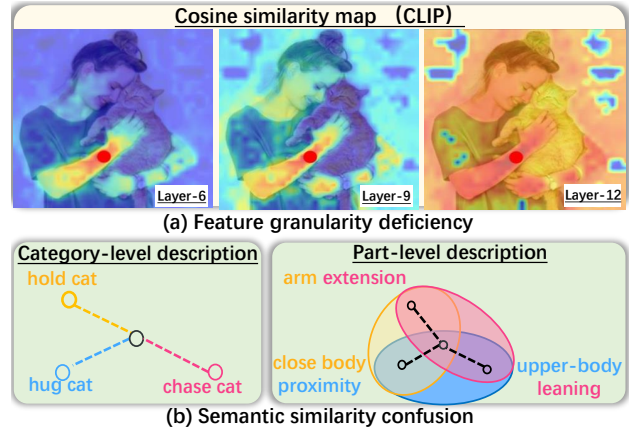 Cosine similarity map （CLIP）
Layer-6
Layer-9
Layer-12
(a) Feature granularity deficiency
Category-level description
hold cat
hug cat
chase cat
Part-level description
arm extension
close body
proximity
upper-body
leaning
(b) Semantic similarity confusion